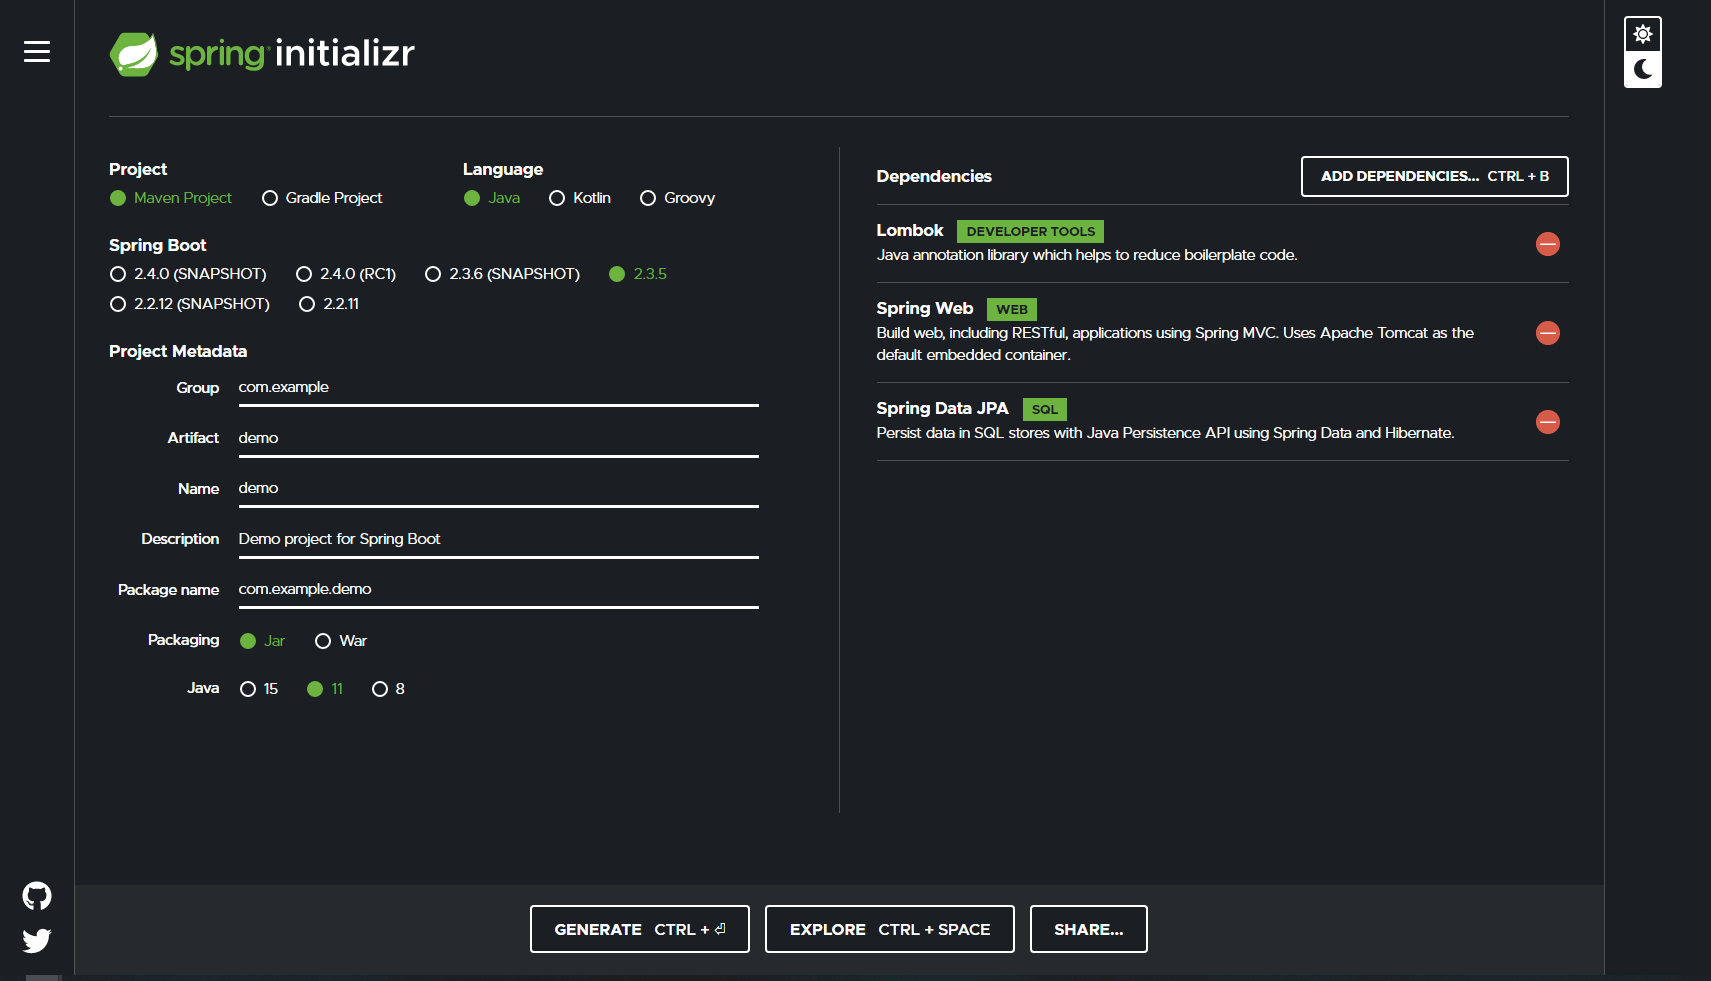 spring initializr
Project
Maven Project Gradle Project
Language
Java Kotlin Groovy
Spring Boot
2.4.0 (SNAPSHOT) 2.4.0 (RC1) 2.3.6 (SNAPSHOT) 2.3.5
2.2.12 (SNAPSHOT) 2.2.11
Project Metadata
Group com.example
Artifact demo
Name demo
Description Demo project for Spring Boot
Package name com.example.demo
Packaging Jar War
Java 15 11 8
Dependencies ADD DEPENDENCIES... CTRL + B
Lombok DEVELOPER TOOLS
Java annotation library which helps to reduce boilerplate code.
Spring Web WEB
Build web, including RESTful, applications using Spring MVC. Uses Apache Tomcat as the
default embedded container.
Spring Data JPA SQL
Persist data in SQL stores with Java Persistence API using Spring Data and Hibernate.
GENERATE CTRL + ⏎ EXPLORE CTRL + SPACE SHARE...